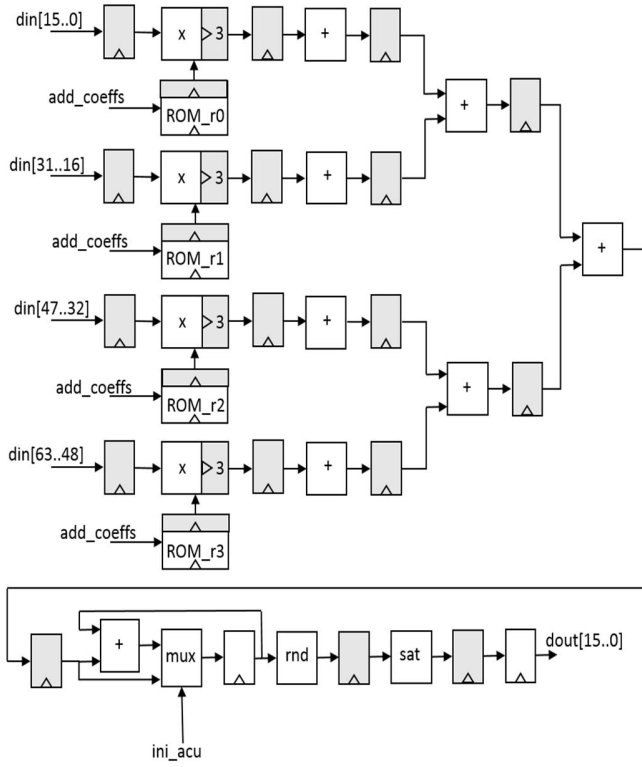 din[15..0]
x
3
+
add_coeffs
ROM_r0
+
din[31..16]
x
3
+
add_coeffs
ROM_r1
+
din[47..32]
x
3
+
add_coeffs
ROM_r2
+
din[63..48]
x
3
+
add_coeffs
ROM_r3
+
mux
rnd
sat
dout[15..0]
ini_acu